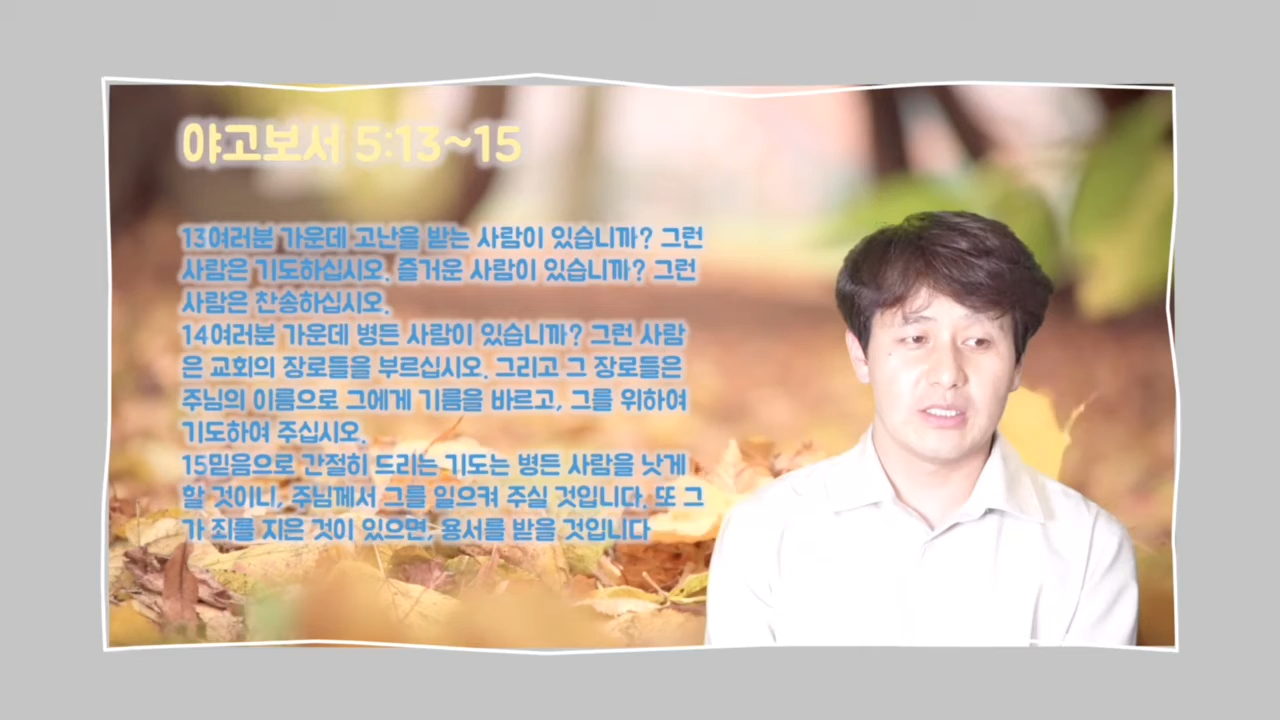 야고보서 5:13~15
13여러분 가운데 고난을 받는 사람이 있습니까? 그런
사람은 기도하십시오. 즐거운 사람이 있습니까? 그런
사람은 찬송하십시오.
14여러분 가운데 병든 사람이 있습니까? 그런 사람
은 교회의 장로들을 부르십시오. 그리고 그 장로들은
주님의 이름으로 그에게 기름을 바르고, 그를 위하여
기도하여 주십시오.
15믿음으로 간절히 드리는 기도는 병든 사람을 낫게
할 것이니, 주님께서 그를 일으켜 주실 것입니다. 또 그
가 죄를 지은 것이 있으면, 용서를 받을 것입니다